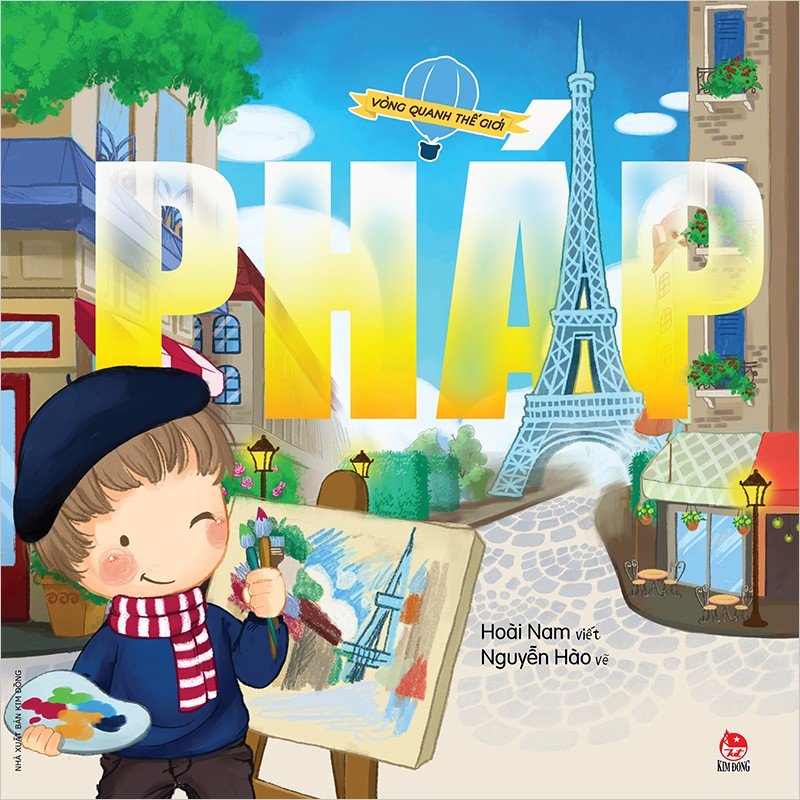 VÒNG QUANH THẾ GIỚI
PHÁP
Hoài Nam viết
Nguyễn Hào vẽ
NHÀ XUẤT BẢN KIM ĐỒNG
KIM ĐỒNG